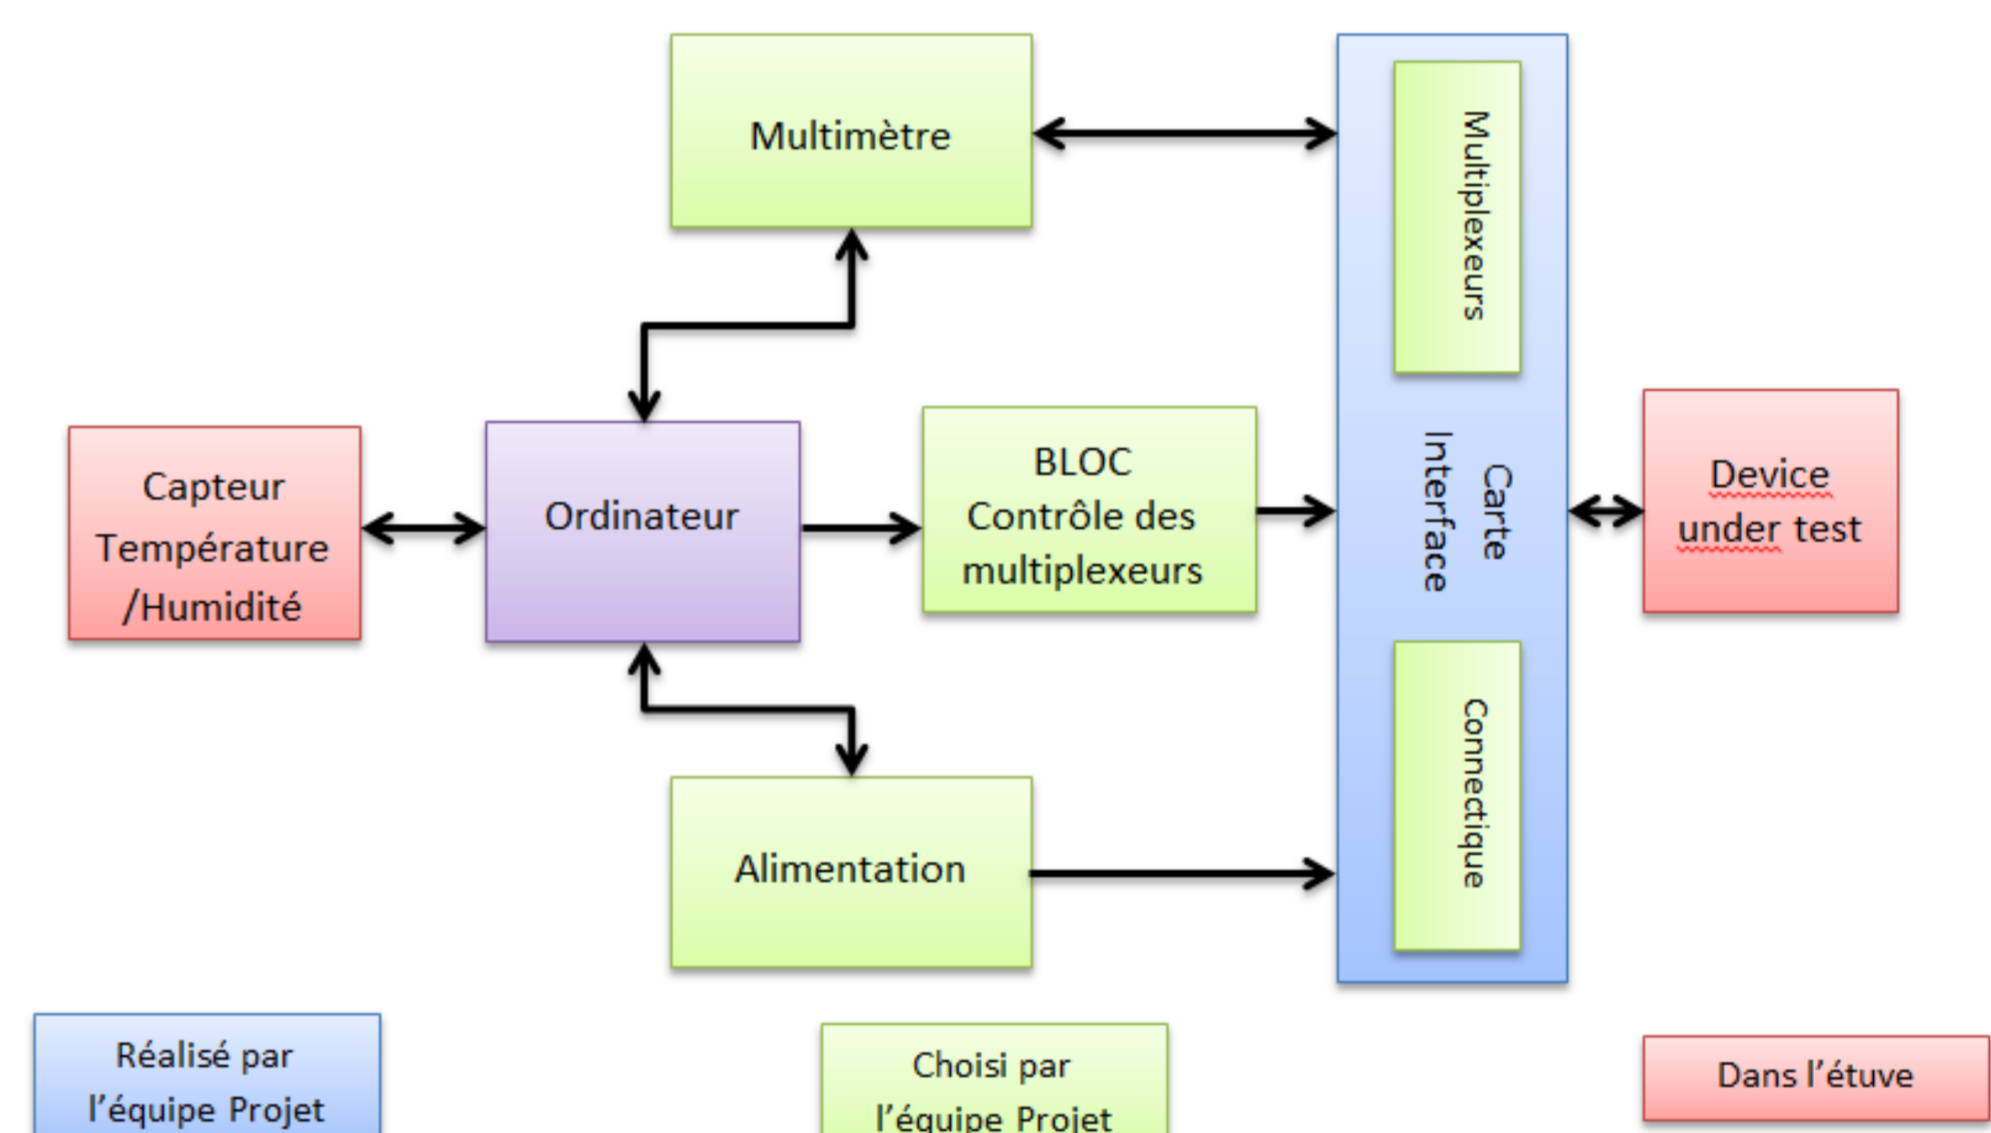 Multimètre
Multiplexeurs
Capteur
Température
/Humidité
Ordinateur
BLOC
Contrôle des
multiplexeurs
Carte
Interface
Device
under test
Alimentation
Connectique
Réalisé par
l’équipe Projet
Choisi par
l’équipe Projet
Dans l’étuve